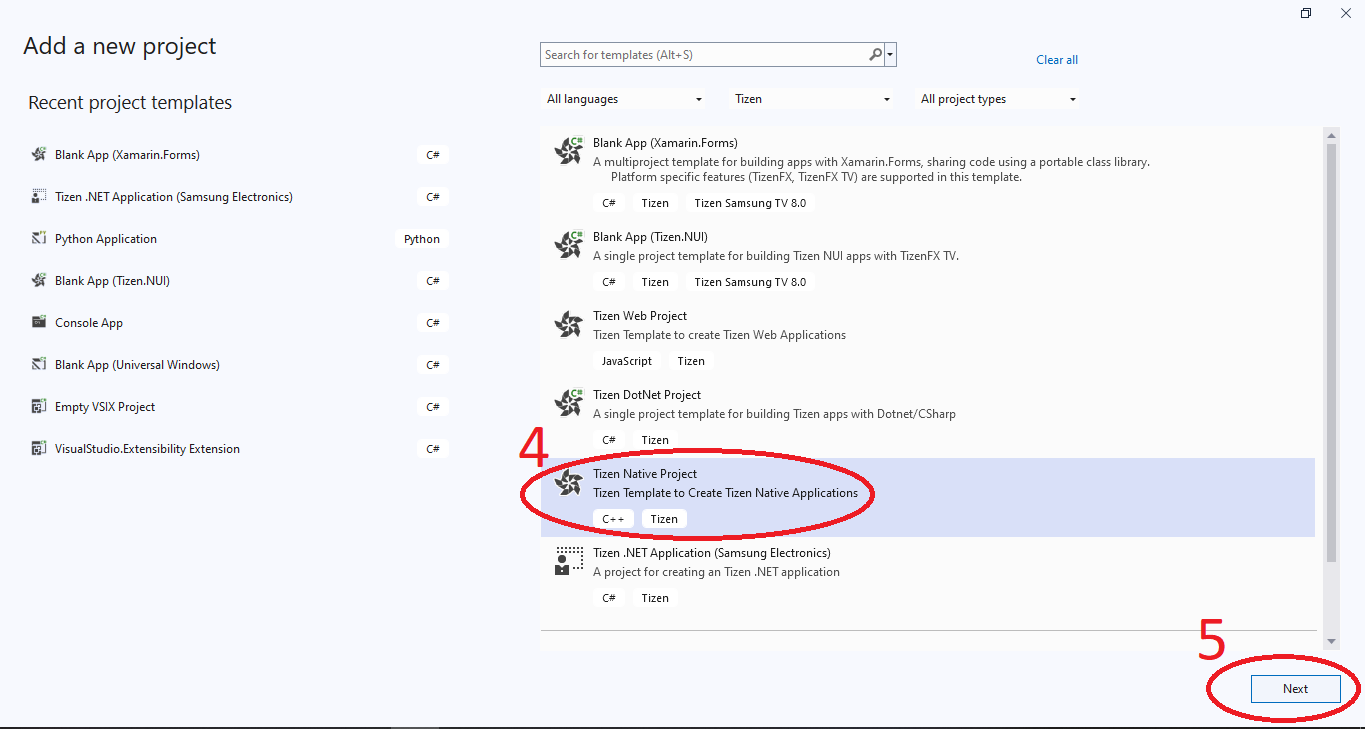 Add a new project
Search for templates (Alt+S)
Clear all
Recent project templates
All languages
Tizen
All project types
Blank App (Xamarin.Forms)
C#
Tizen .NET Application (Samsung Electronics)
C#
Python Application
Python
Blank App (Tizen.NUI)
C#
Console App
C#
Blank App (Universal Windows)
C#
Empty VSIX Project
C#
VisualStudio.Extensibility Extension
C#
C#
Blank App (Xamarin.Forms)
A multiproject template for building apps with Xamarin.Forms, sharing code using a portable class library.
Platform specific features (TizenFX, TizenFX TV) are supported in this template.
C# Tizen Tizen Samsung TV 8.0
C#
Blank App (Tizen.NUI)
A single project template for building Tizen NUI apps with TizenFX TV.
C# Tizen Tizen Samsung TV 8.0
Tizen Web Project
Tizen Template to create Tizen Web Applications
JavaScript Tizen
C#
Tizen DotNet Project
A single project template for building Tizen apps with Dotnet/CSharp
C# Tizen
4
Tizen Native Project
Tizen Template to Create Tizen Native Applications
C++ Tizen
Tizen .NET Application (Samsung Electronics)
A project for creating an Tizen .NET application
C# Tizen
5
Next